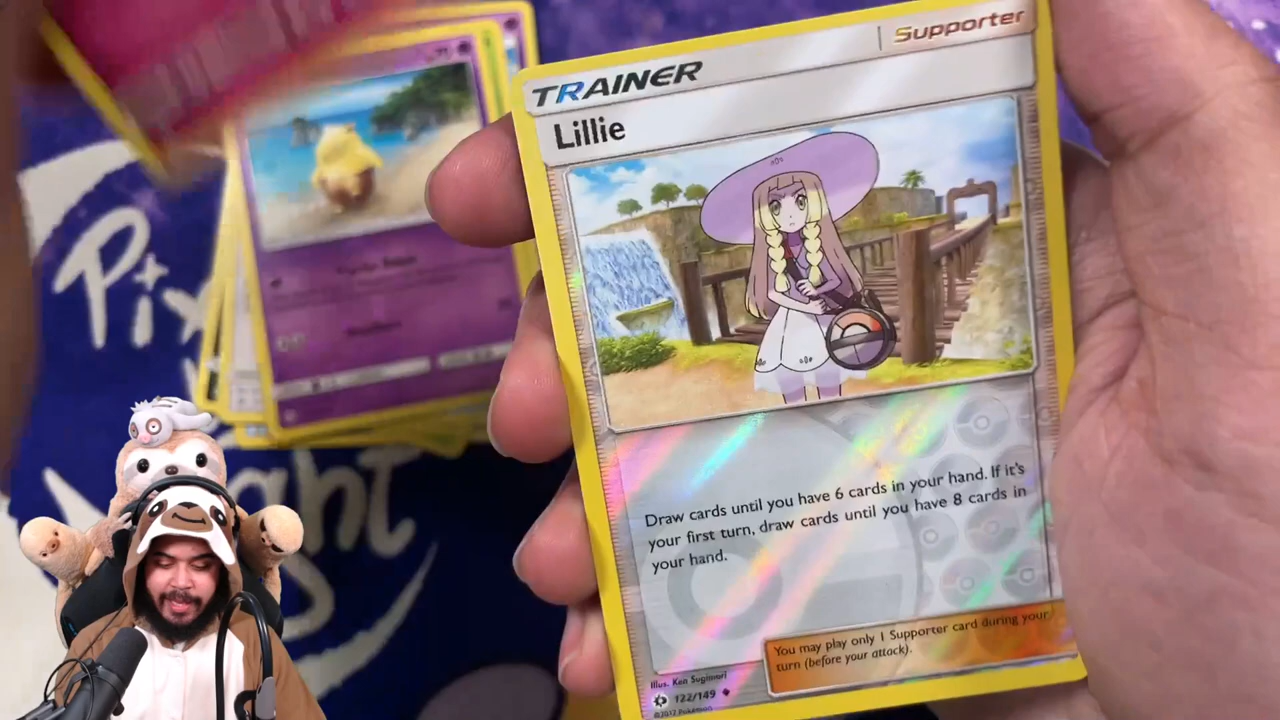 Supporter
TRAINER
Lillie
Draw cards until you have 6 cards in your hand. If it's
your first turn, draw cards until you have 8 cards in
your hand.
You may play only 1 Supporter card during your
turn (before your attack).
Illus. Ken Sugimori
122/149
©2017 Pokémon